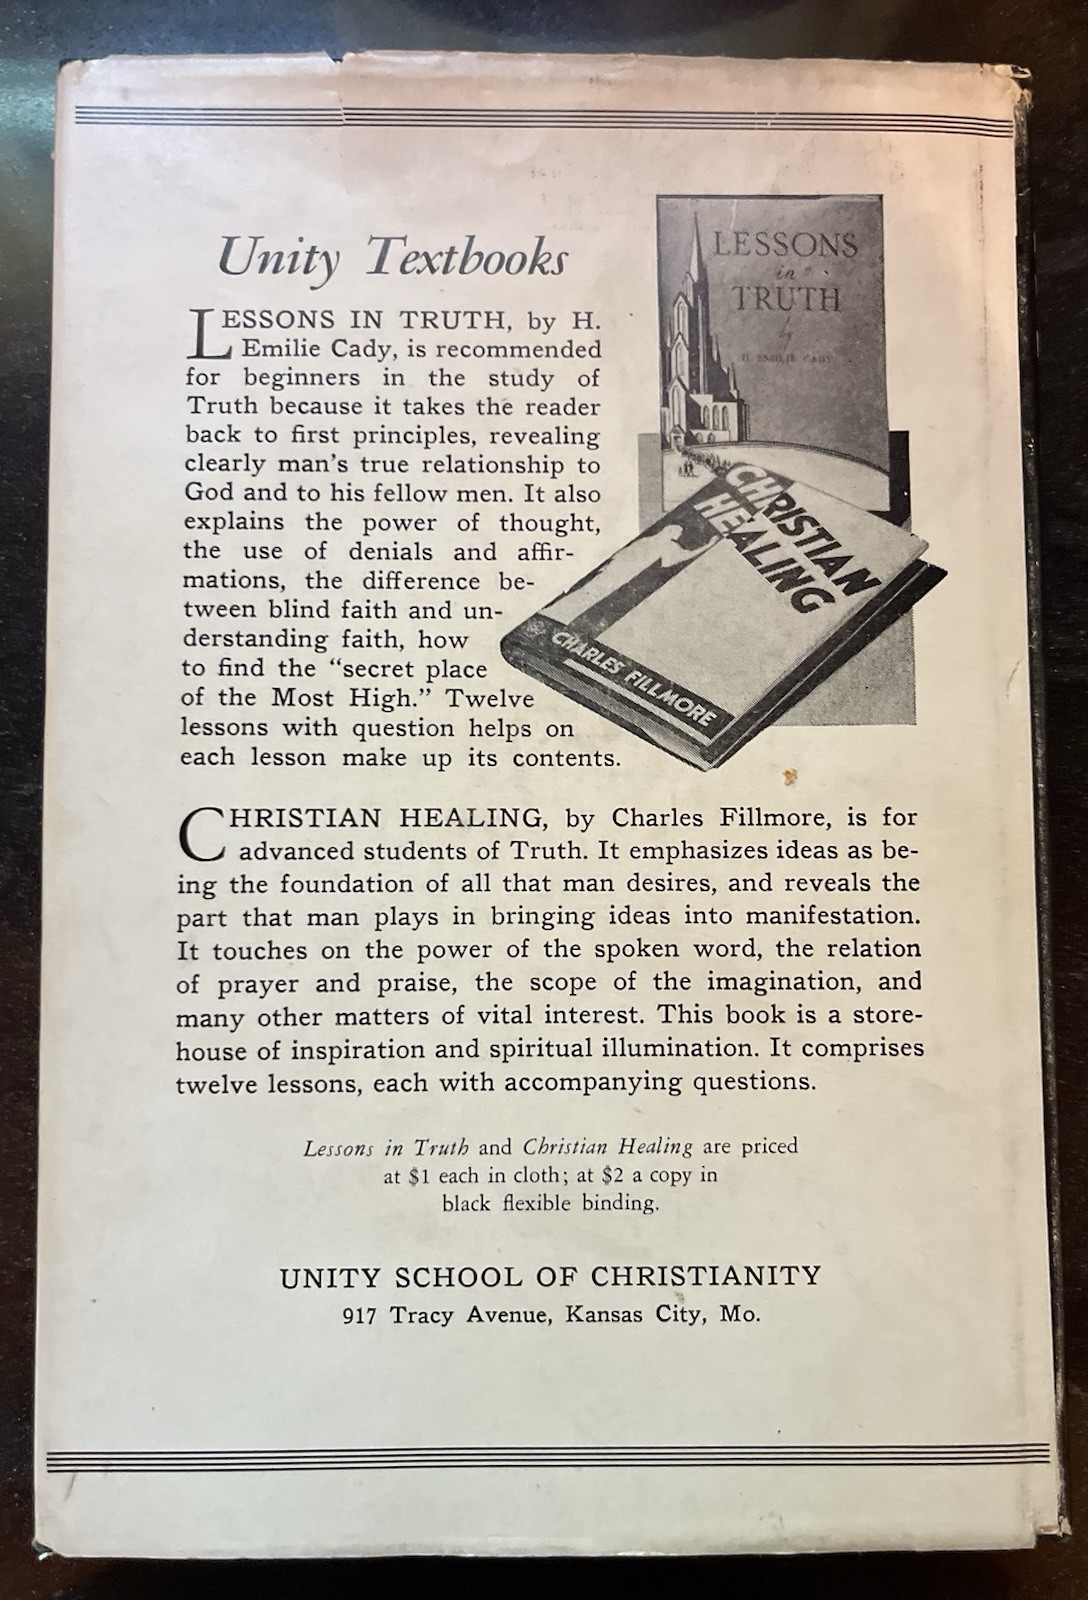 Unity Textbooks
LESSONS IN TRUTH, by H.
Emilie Cady, is recommended
for beginners in the study of
Truth because it takes the reader
back to first principles, revealing
clearly man's true relationship to
God and to his fellow men. It also
explains the power of thought,
the use of denials and affir-
mations, the difference be-
tween blind faith and un-
derstanding faith, how
to find the “secret place
of the Most High.” Twelve
lessons with question helps on
each lesson make up its contents.
LESSONS
in
TRUTH
by
H. EMILIE CADY
CHRISTIAN
HEALING
CHARLES FILLMORE
CHRISTIAN HEALING, by Charles Fillmore, is for
advanced students of Truth. It emphasizes ideas as be-
ing the foundation of all that man desires, and reveals the
part that man plays in bringing ideas into manifestation.
It touches on the power of the spoken word, the relation
of prayer and praise, the scope of the imagination, and
many other matters of vital interest. This book is a store-
house of inspiration and spiritual illumination. It comprises
twelve lessons, each with accompanying questions.
Lessons in Truth and Christian Healing are priced
at $1 each in cloth; at $2 a copy in
black flexible binding.
UNITY SCHOOL OF CHRISTIANITY
917 Tracy Avenue, Kansas City, Mo.